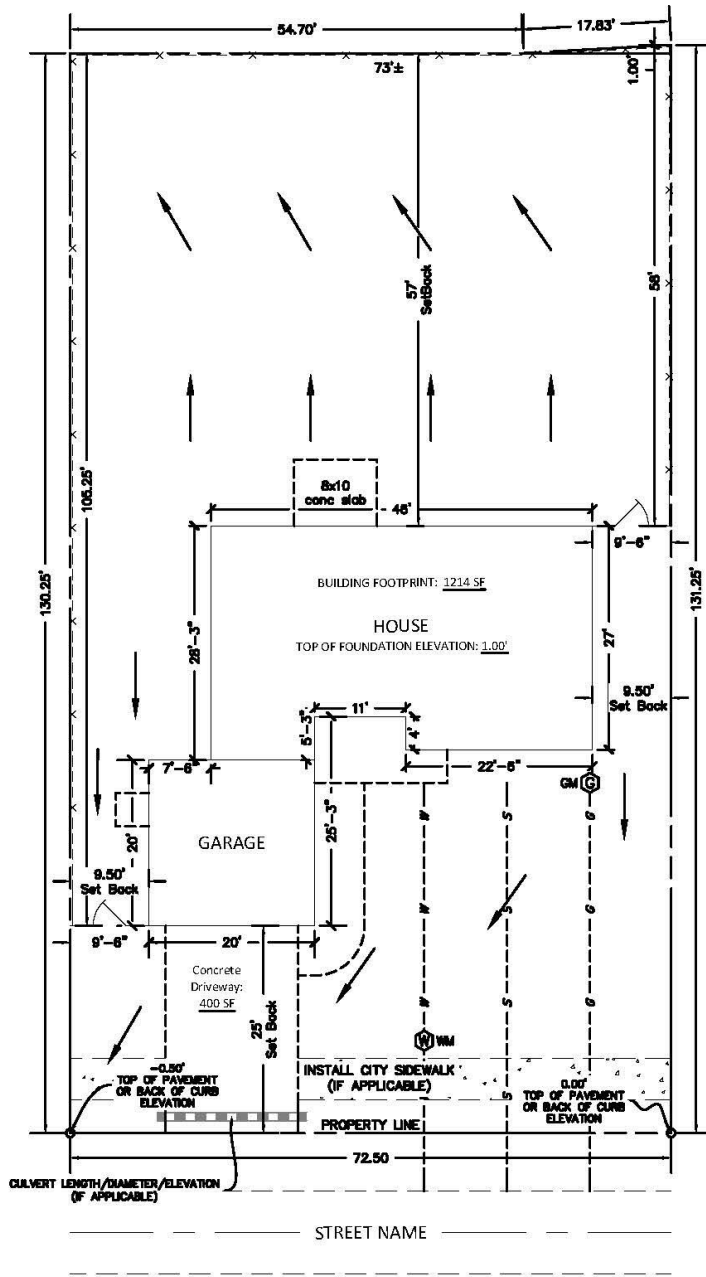 54.70'
17.83'
73'±
1.00'
57'
SetBack
56'
105.25'
130.25'
131.25'
8x10
conc slab
46'
9'-6"
BUILDING FOOTPRINT: 1214 SF
HOUSE
TOP OF FOUNDATION ELEVATION: 1.00'
28'-3"
27'
9.50'
Set Back
11'
5'-3"
4'
7'-6"
22'-6"
GM G
GARAGE
25'-3"
20'
W S G
9.50'
Set Back
W S G
9'-6"
20'
Concrete
Driveway:
400 SF
25'
Set Back
W S G
W WM
-0.50'
TOP OF PAVEMENT
OR BACK OF CURB
ELEVATION
INSTALL CITY SIDEWALK
(IF APPLICABLE)
S
0.00'
TOP OF PAVEMENT
OR BACK OF CURB
ELEVATION
PROPERTY LINE
72.50
CULVERT LENGTH/DIAMETER/ELEVATION
(IF APPLICABLE)
STREET NAME